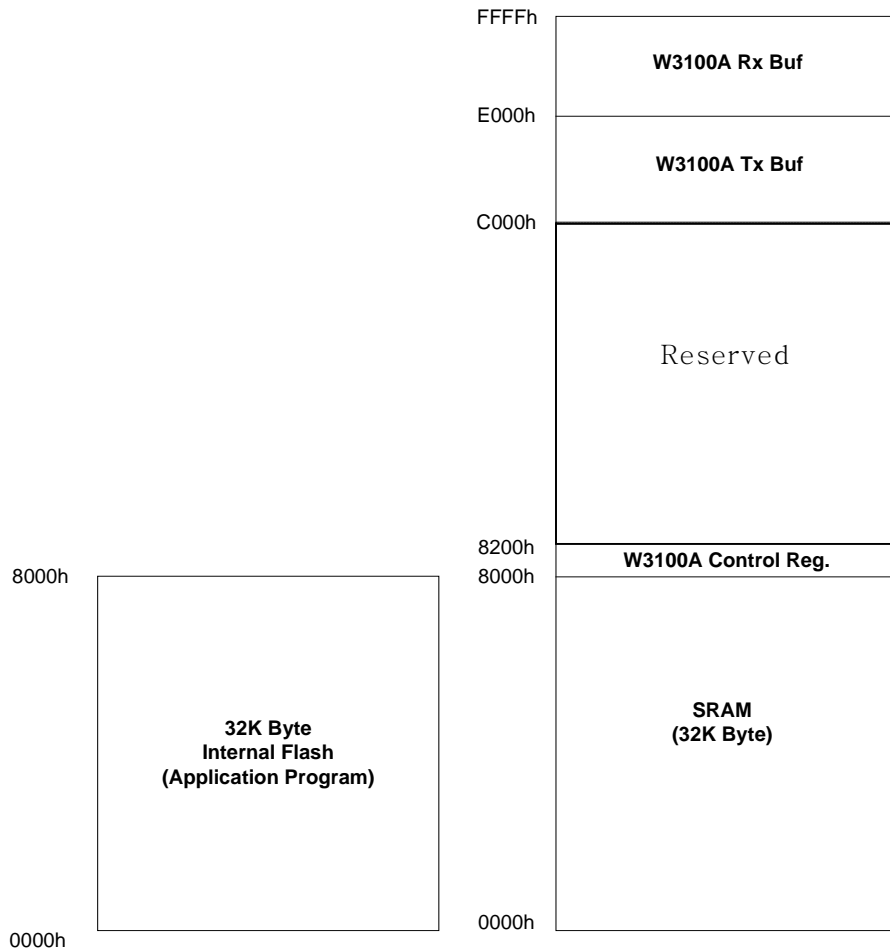 FFFFh
W3100A Rx Buf
E000h
W3100A Tx Buf
C000h
Reserved
8200h
W3100A Control Reg.
8000h
8000h
32K Byte
Internal Flash
(Application Program)
SRAM
(32K Byte)
0000h
0000h